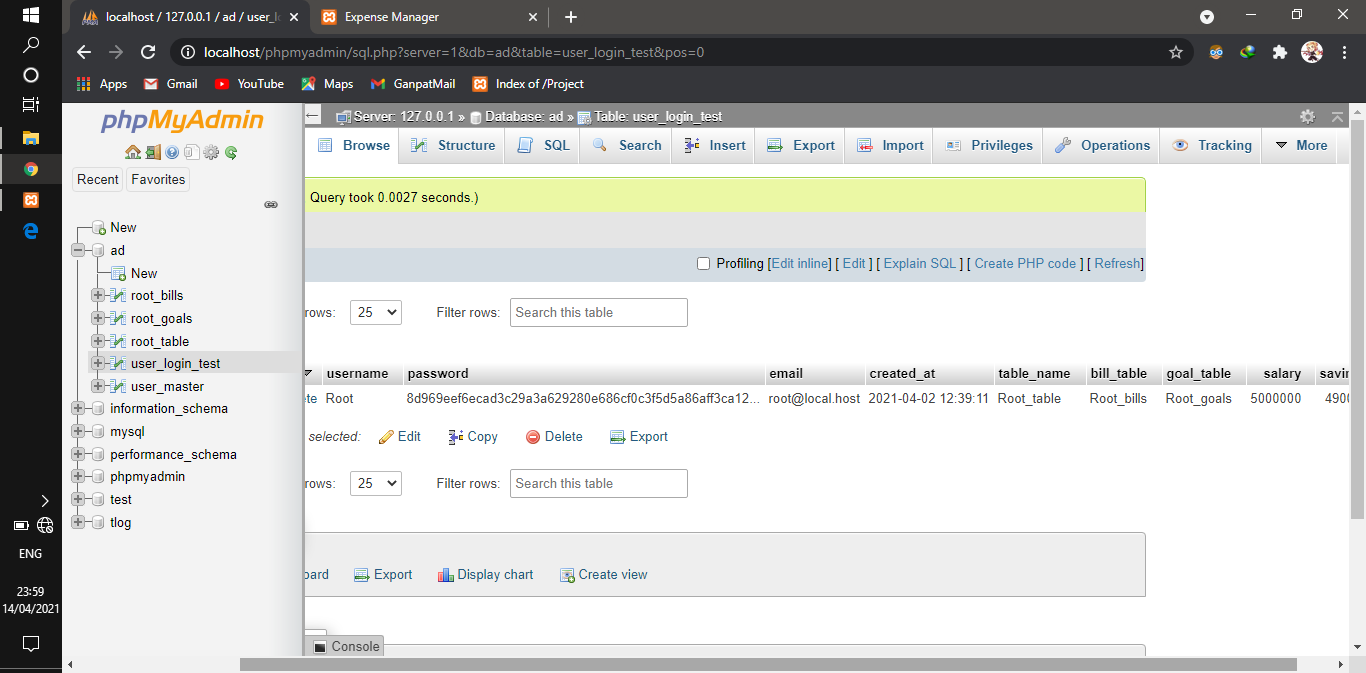 localhost / 127.0.0.1 / ad / user_l
Expense Manager
localhost/phpmyadmin/sql.php?server=1&db=ad&table=user_login_test&pos=0
Apps
Gmail
YouTube
Maps
GanpatMail
Index of /Project
phpMyAdmin
Recent
Favorites
New
ad
New
root_bills
root_goals
root_table
user_login_test
user_master
information_schema
mysql
performance_schema
phpmyadmin
test
tlog
Server: 127.0.0.1 » Database: ad » Table: user_login_test
Browse Structure SQL Search Insert Export Import Privileges Operations Tracking More
Query took 0.0027 seconds.)
Profiling [Edit inline] [ Edit ] [ Explain SQL ] [ Create PHP code ] [ Refresh]
rows: 25 Filter rows: Search this table
username password email created_at table_name bill_table goal_table salary savin
te Root 8d969eef6ecad3c29a3a629280e686cf0c3f5d5a86aff3ca12... root@local.host 2021-04-02 12:39:11 Root_table Root_bills Root_goals 5000000 4900
selected: Edit Copy Delete Export
rows: 25 Filter rows: Search this table
oard Export Display chart Create view
Console
ENG
23:59
14/04/2021